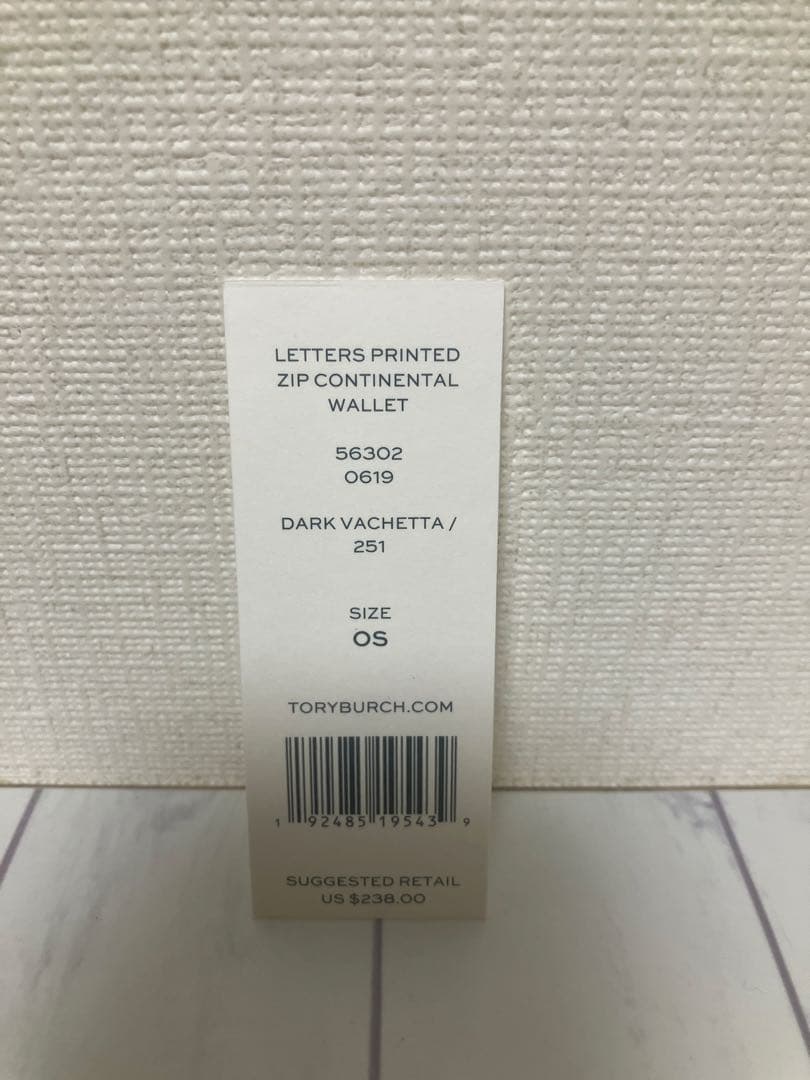 LETTERS PRINTED
ZIP CONTINENTAL
WALLET
56302
0619
DARK VACHETTA /
251
SIZE
OS
TORYBURCH.COM
1 92485 19543 9
SUGGESTED RETAIL
US $238.00